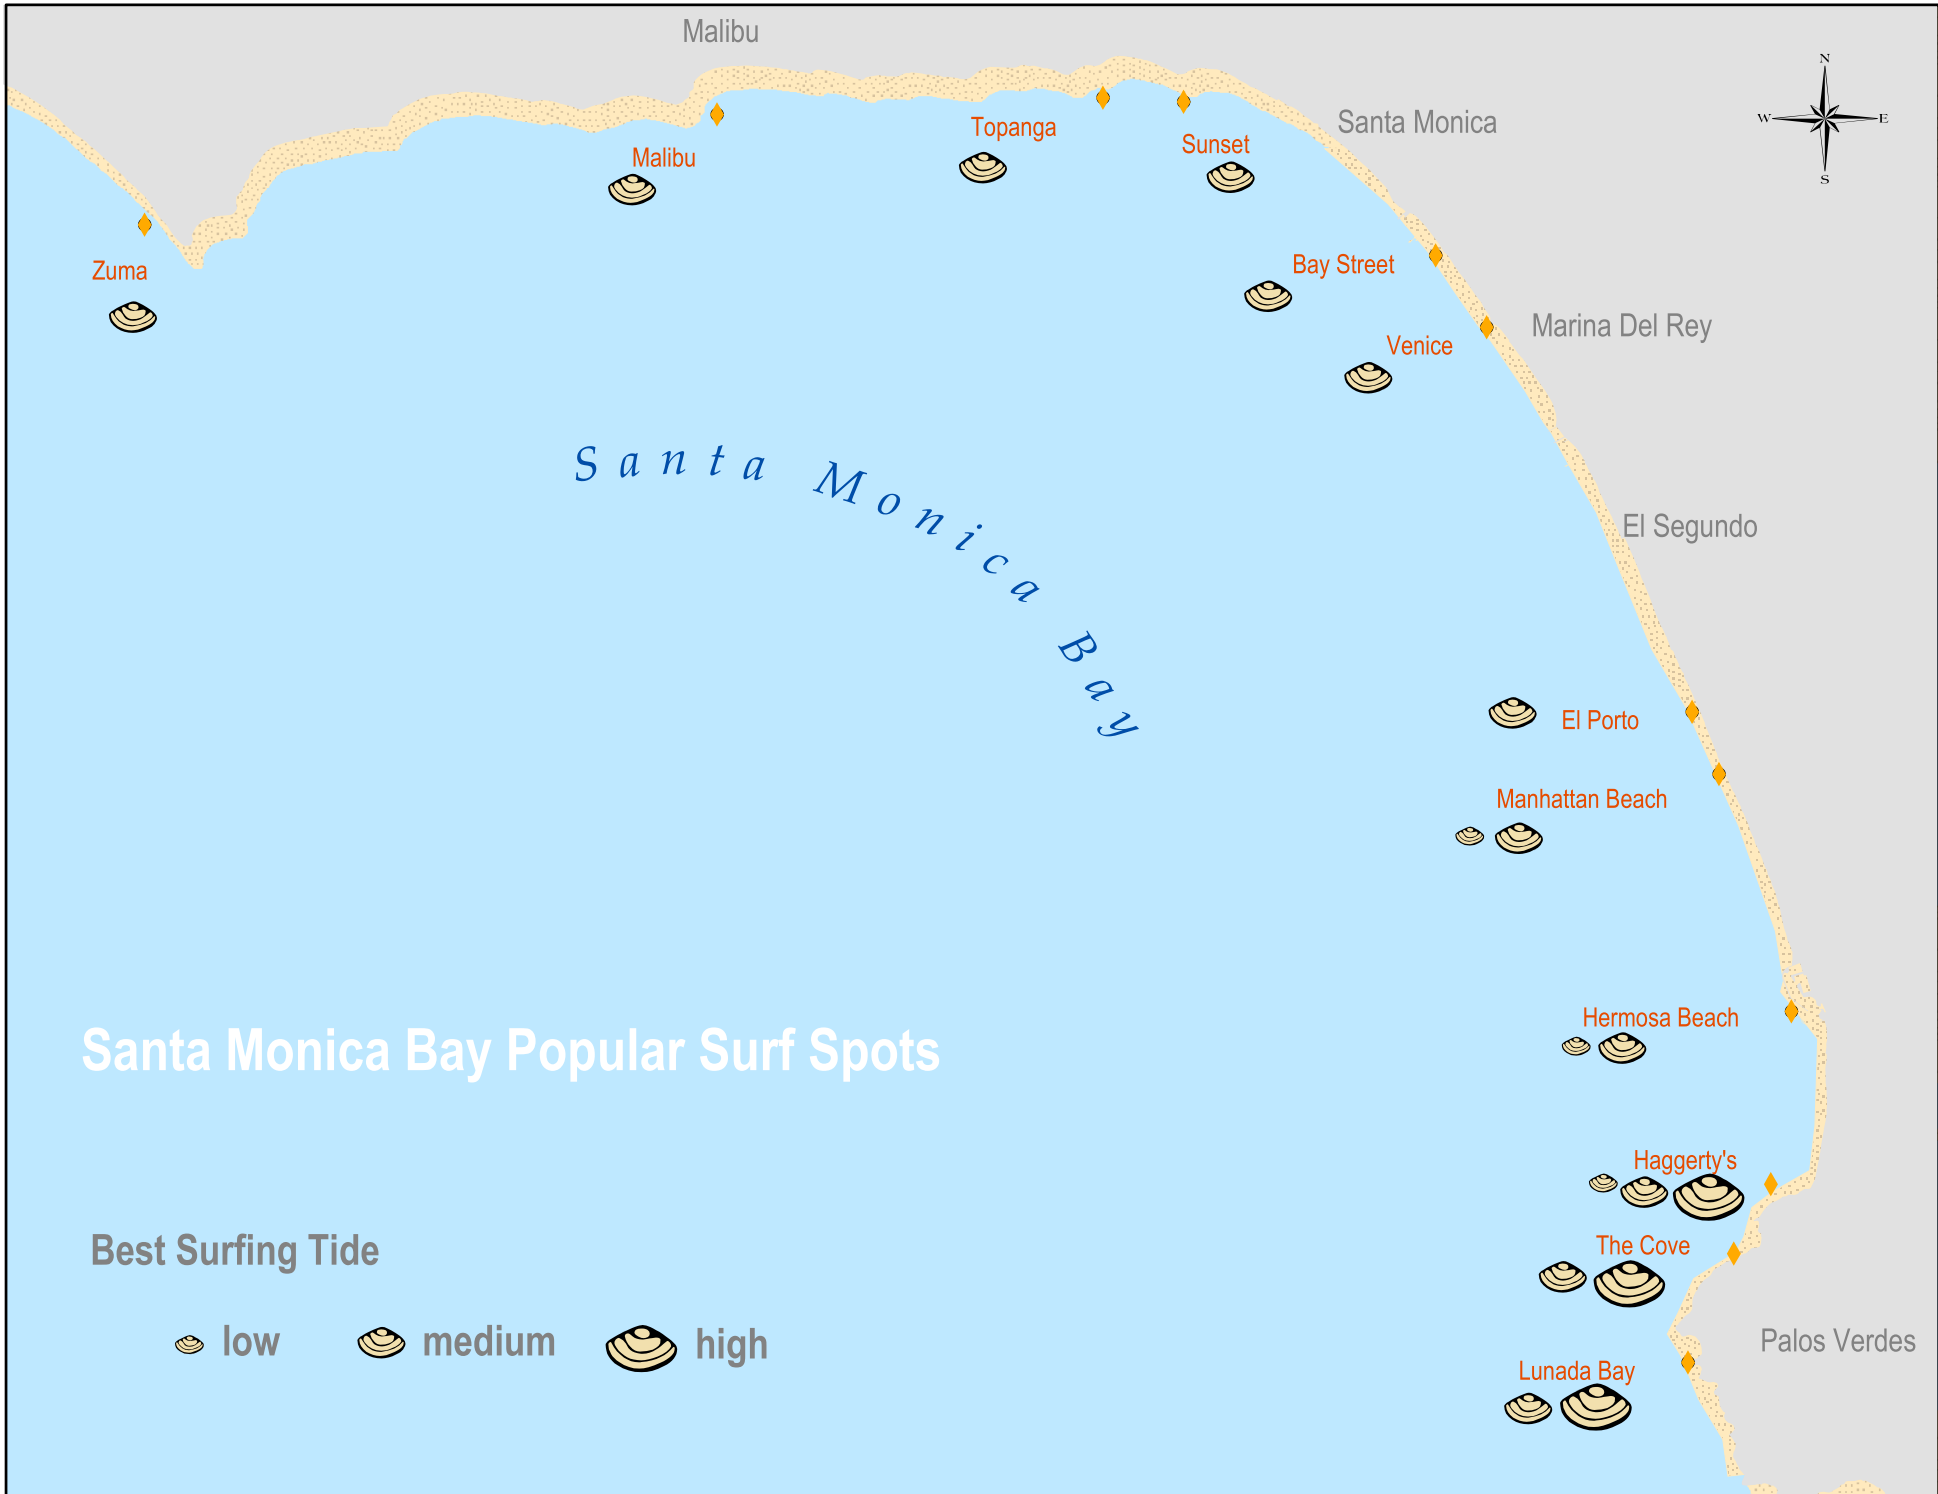 Malibu
Santa Monica
N
W
E
S
Topanga
Sunset
Malibu
Zuma
Bay Street
Marina Del Rey
Venice
Santa Monica Bay
El Segundo
El Porto
Manhattan Beach
Hermosa Beach
Santa Monica Bay Popular Surf Spots
Haggerty's
The Cove
Best Surfing Tide
low
medium
high
Palos Verdes
Lunada Bay